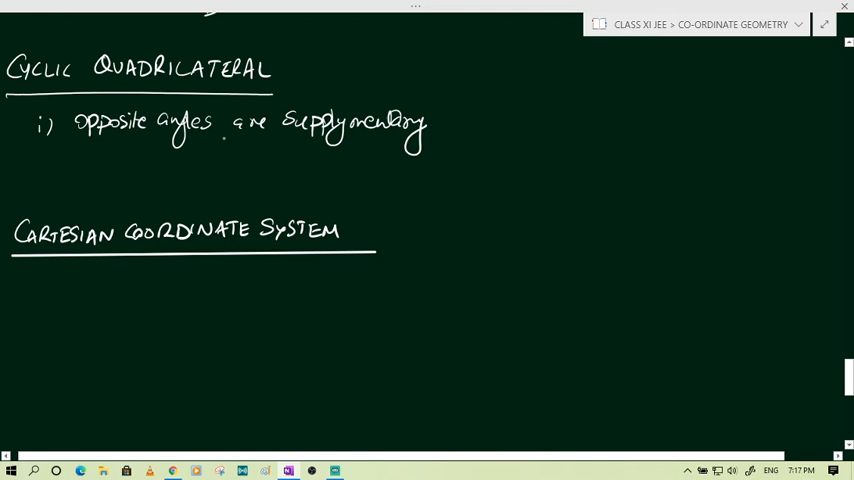 CLASS XI JEE > CO-ORDINATE GEOMETRY
CYCLIC QUADRILATERAL
i) opposite angles are supplymentary
CARTESIAN COORDINATE SYSTEM
ENG 7:17 PM